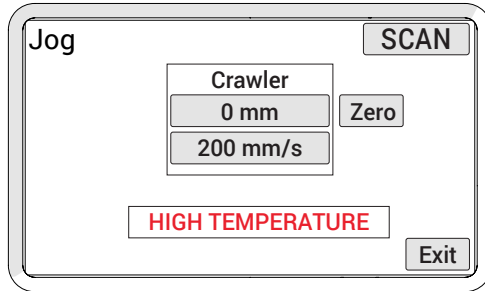 Jog
SCAN
Crawler
0 mm
Zero
200 mm/s
HIGH TEMPERATURE
Exit